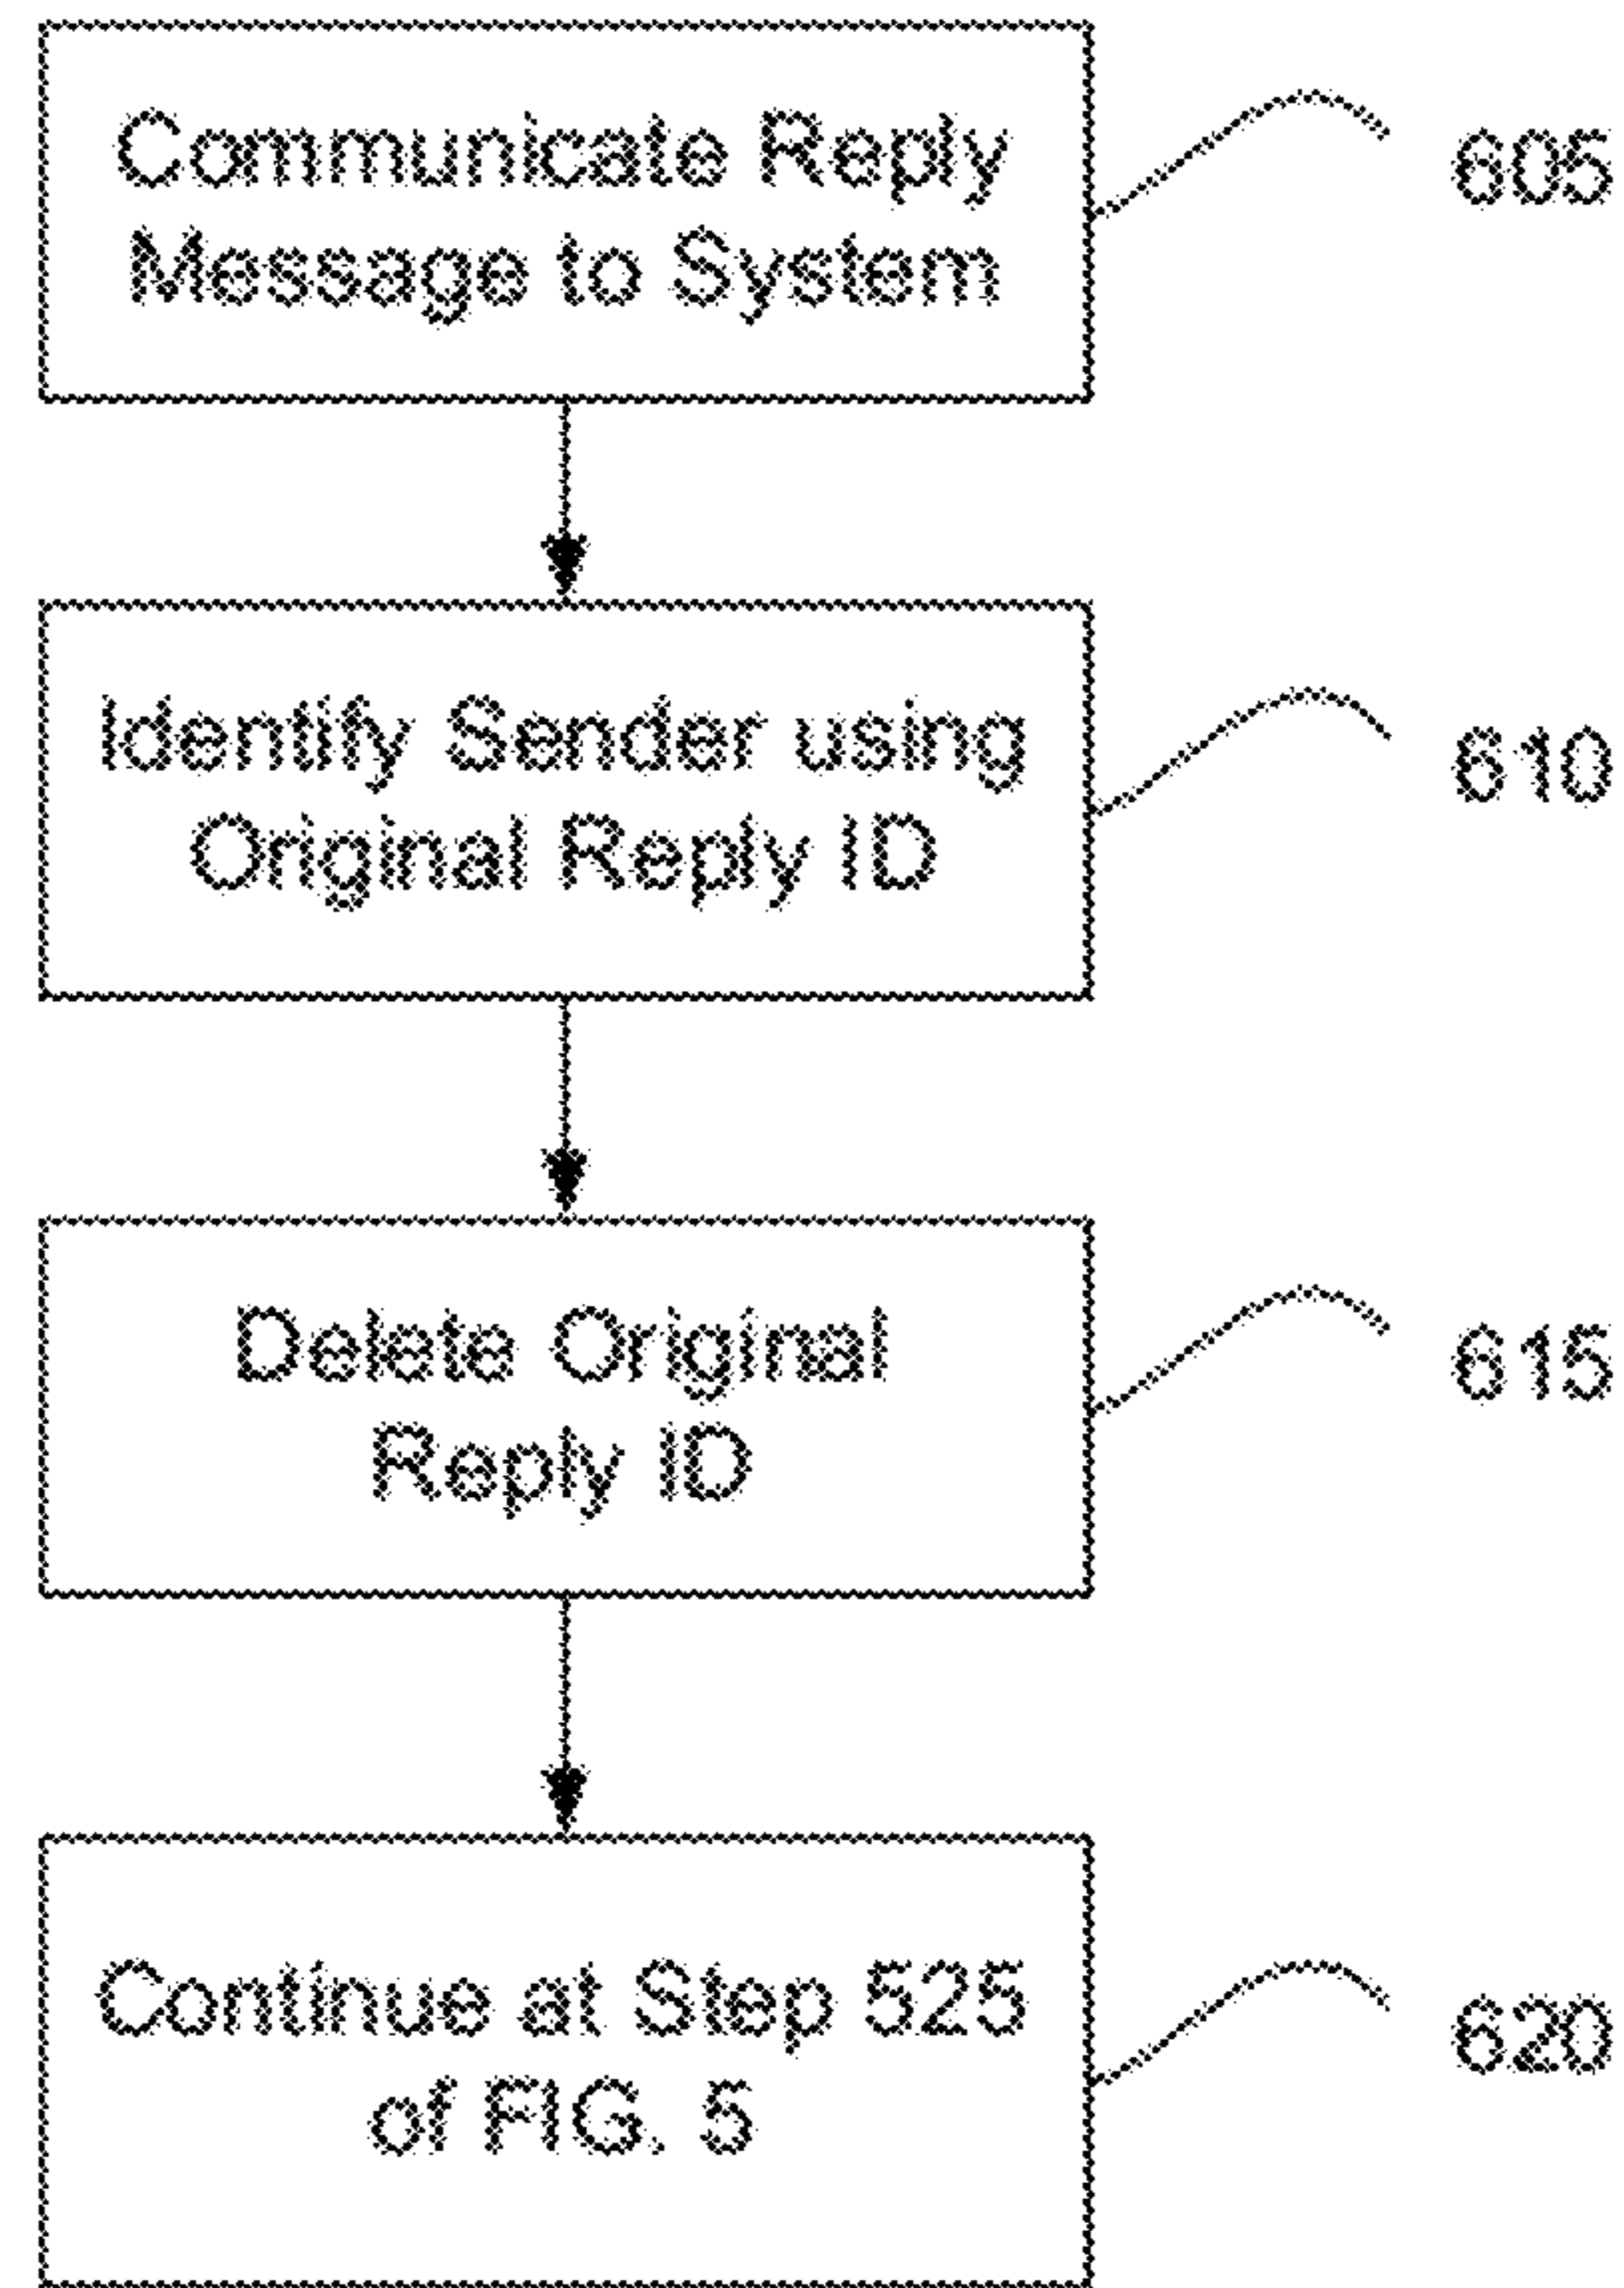 Communicate Reply
Message to System
605
Identify Sender using
Original Reply ID
610
Delete Original
Reply ID
615
Continue at Step 525
of FIG. 5
620